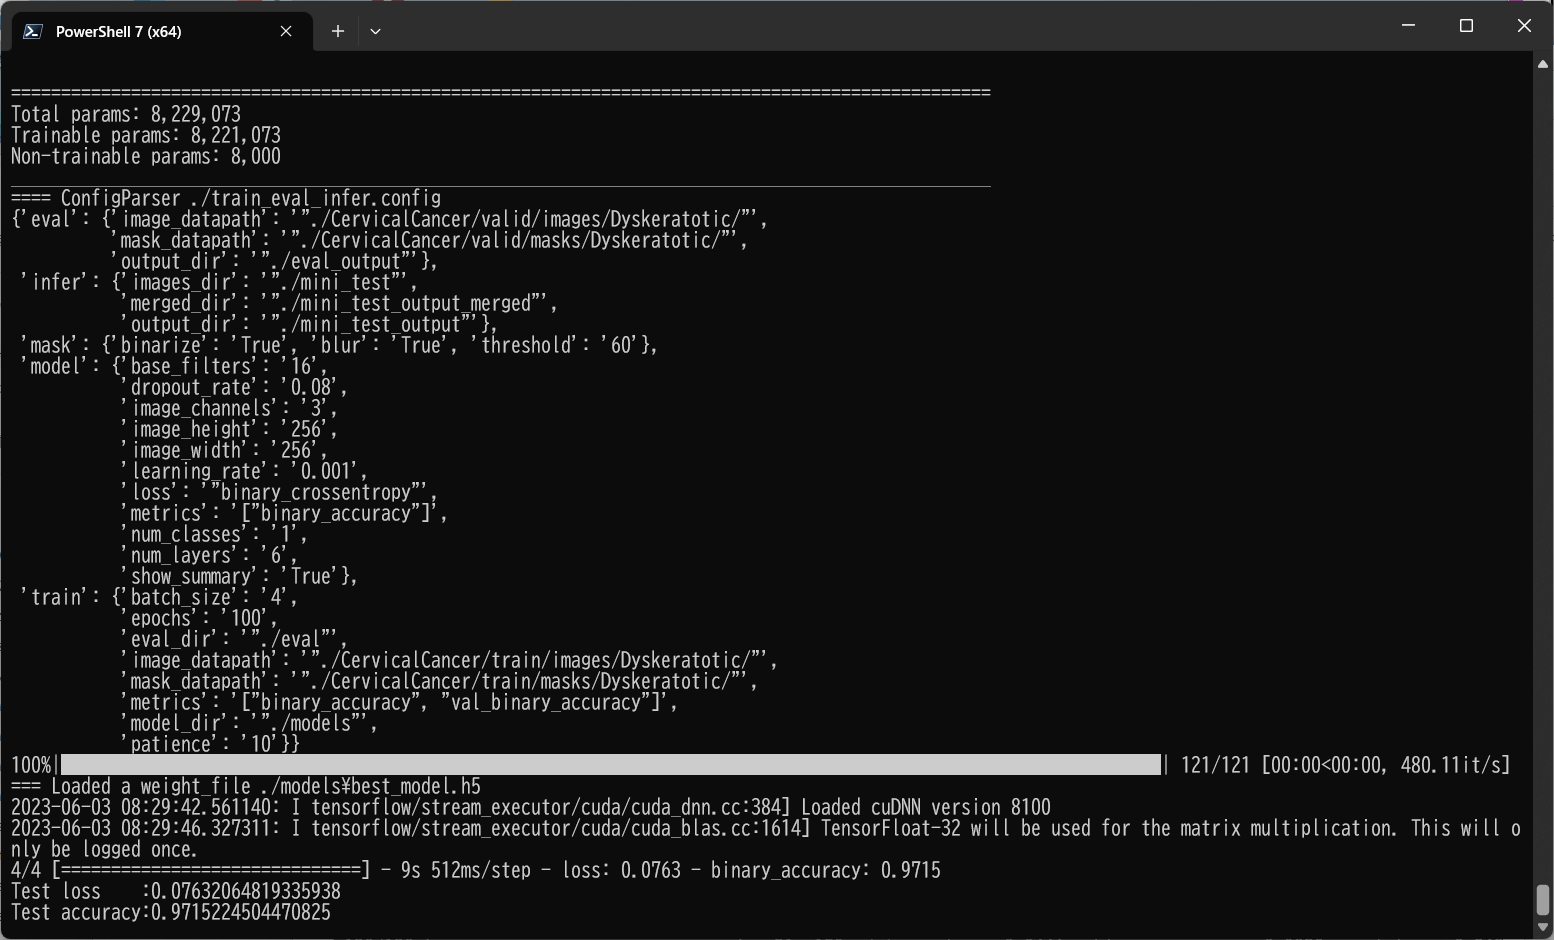 PowerShell 7 (x64)
==================================================================================================
Total params: 8,229,073
Trainable params: 8,221,073
Non-trainable params: 8,000
__________________________________________________________________________________________________
==== ConfigParser ./train_eval_infer.config
{'eval': {'image_datapath': '"./CervicalCancer/valid/images/Dyskeratotic/"',
          'mask_datapath': '"./CervicalCancer/valid/masks/Dyskeratotic/"',
          'output_dir': '"./eval_output"'},
 'infer': {'images_dir': '"./mini_test"',
           'merged_dir': '"./mini_test_output_merged"',
           'output_dir': '"./mini_test_output"'},
 'mask': {'binarize': 'True', 'blur': 'True', 'threshold': '60'},
 'model': {'base_filters': '16',
           'dropout_rate': '0.08',
           'image_channels': '3',
           'image_height': '256',
           'image_width': '256',
           'learning_rate': '0.001',
           'loss': '"binary_crossentropy"',
           'metrics': '["binary_accuracy"]',
           'num_classes': '1',
           'num_layers': '6',
           'show_summary': 'True'},
 'train': {'batch_size': '4',
           'epochs': '100',
           'eval_dir': '"./eval"',
           'image_datapath': '"./CervicalCancer/train/images/Dyskeratotic/"',
           'mask_datapath': '"./CervicalCancer/train/masks/Dyskeratotic/"',
           'metrics': '["binary_accuracy", "val_binary_accuracy"]',
           'model_dir': '"./models"',
           'patience': '10'}}
100%| | 121/121 [00:00<00:00, 480.11it/s]
=== Loaded a weight_file ./models¥best_model.h5
2023-06-03 08:29:42.561140: I tensorflow/stream_executor/cuda/cuda_dnn.cc:384] Loaded cuDNN version 8100
2023-06-03 08:29:46.327311: I tensorflow/stream_executor/cuda/cuda_blas.cc:1614] TensorFloat-32 will be used for the matrix multiplication. This will o
nly be logged once.
4/4 [==============================] - 9s 512ms/step - loss: 0.0763 - binary_accuracy: 0.9715
Test loss    :0.07632064819335938
Test accuracy:0.9715224504470825